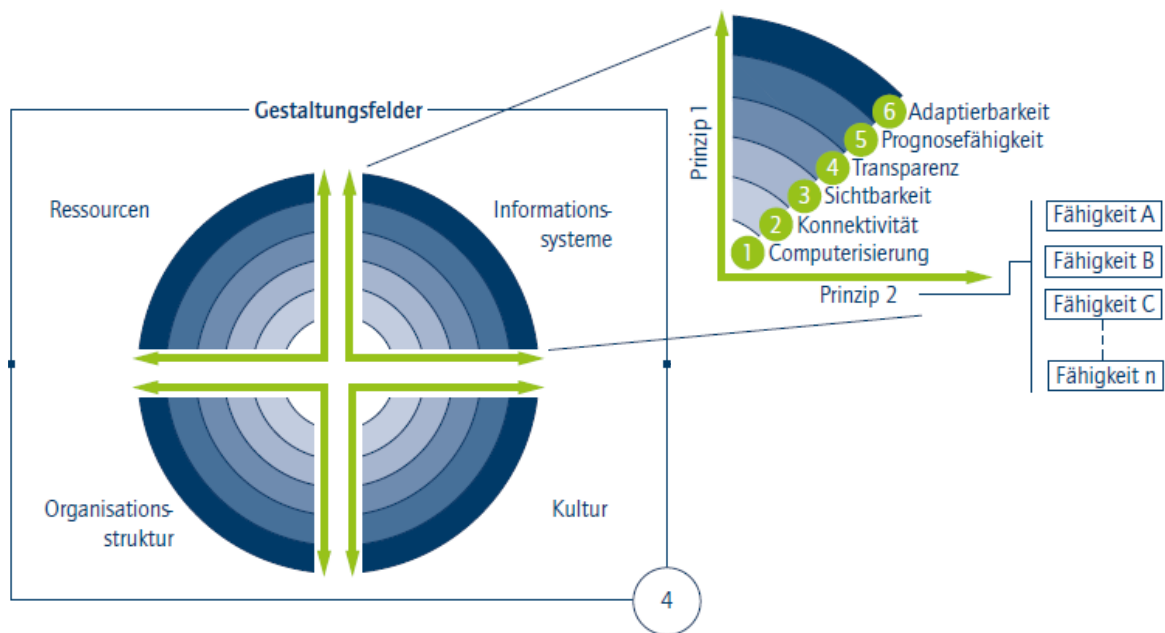 Gestaltungsfelder
Ressourcen
Informations-
systeme
Organisations-
struktur
Kultur
4
Prinzip 1
6 Adaptierbarkeit
5 Prognosefähigkeit
4 Transparenz
3 Sichtbarkeit
2 Konnektivität
1 Computerisierung
Prinzip 2
Fähigkeit A
Fähigkeit B
Fähigkeit C
Fähigkeit n